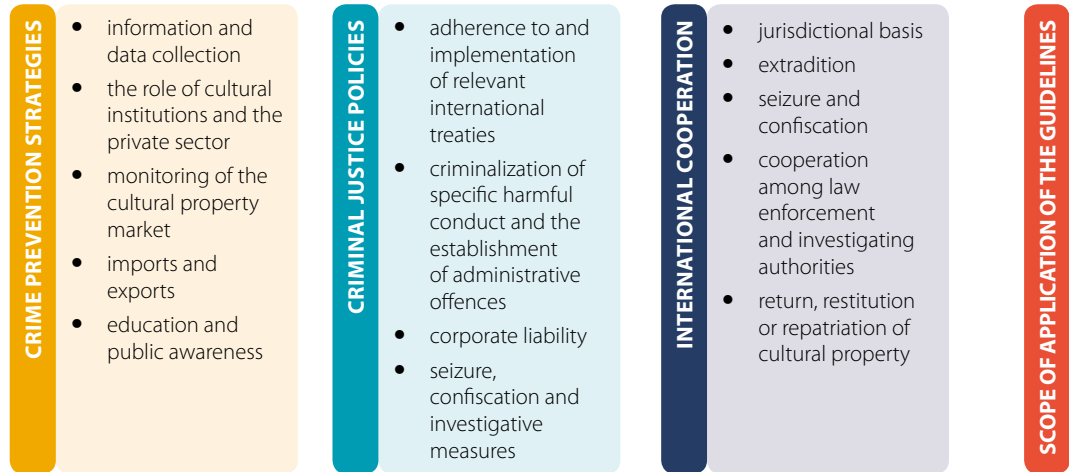 CRIME PREVENTION STRATEGIES
• information and
data collection
• the role of cultural
institutions and the
private sector
• monitoring of the
cultural property
market
• imports and
exports
• education and
public awareness
CRIMINAL JUSTICE POLICIES
• adherence to and
implementation
of relevant
international
treaties
• criminalization of
specific harmful
conduct and the
establishment
of administrative
offences
• corporate liability
• seizure,
confiscation and
investigative
measures
INTERNATIONAL COOPERATION
• jurisdictional basis
• extradition
• seizure and
confiscation
• cooperation
among law
enforcement
and investigating
authorities
• return, restitution
or repatriation of
cultural property
SCOPE OF APPLICATION OF THE GUIDELINES